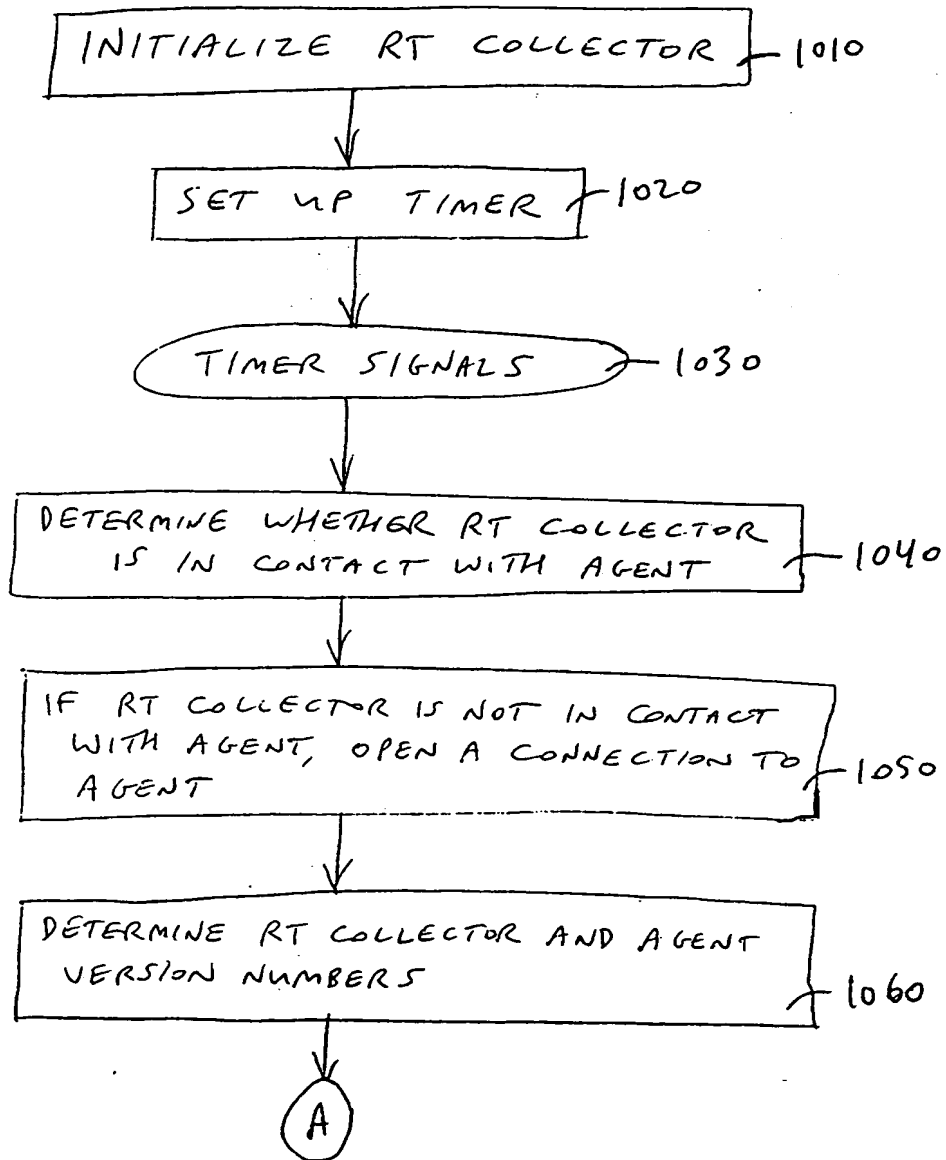 INITIALIZE RT COLLECTOR 1010
SET UP TIMER 1020
TIMER SIGNALS 1030
DETERMINE WHETHER RT COLLECTOR
IS IN CONTACT WITH AGENT 1040
IF RT COLLECTOR IS NOT IN CONTACT
WITH AGENT, OPEN A CONNECTION TO
AGENT 1050
DETERMINE RT COLLECTOR AND AGENT
VERSION NUMBERS 1060
A